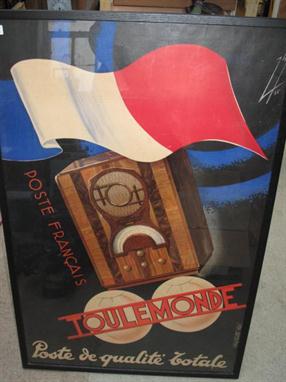 POSTE FRANÇAIS
TOULEMONDE
Poste de qualité totale